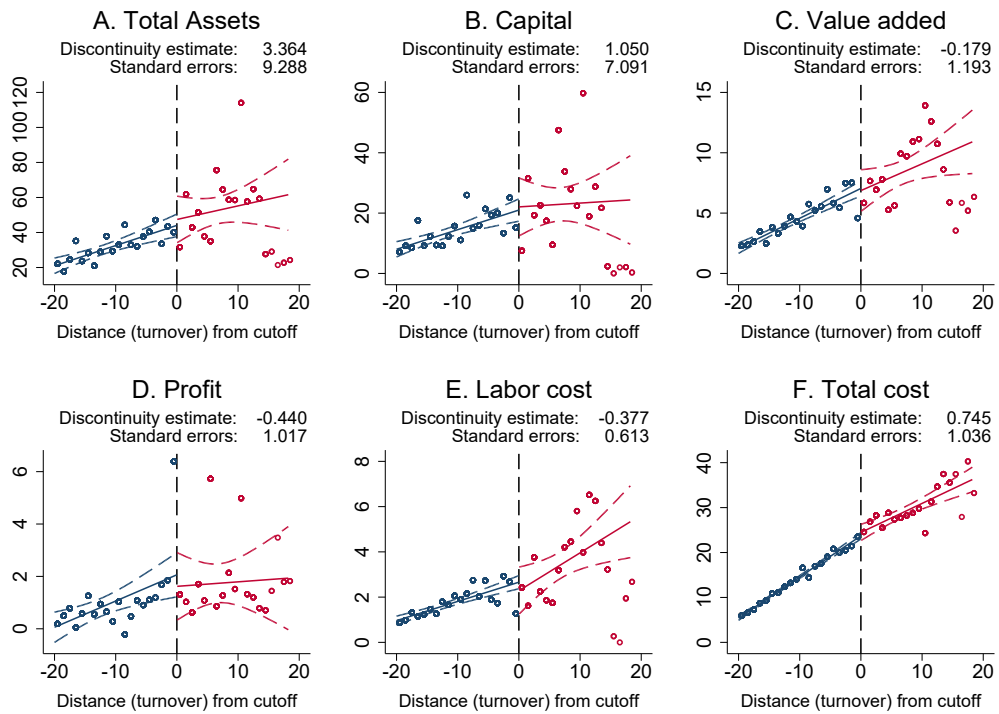 A. Total Assets
Discontinuity estimate: 3.364
Standard errors: 9.288
120
100
80
60
40
20
-20 -10 0 10 20
Distance (turnover) from cutoff
B. Capital
Discontinuity estimate: 1.050
Standard errors: 7.091
60
40
20
0
-20 -10 0 10 20
Distance (turnover) from cutoff
C. Value added
Discontinuity estimate: -0.179
Standard errors: 1.193
15
10
5
0
-20 -10 0 10 20
Distance (turnover) from cutoff
D. Profit
Discontinuity estimate: -0.440
Standard errors: 1.017
6
4
2
0
-20 -10 0 10 20
Distance (turnover) from cutoff
E. Labor cost
Discontinuity estimate: -0.377
Standard errors: 0.613
8
6
4
2
0
-20 -10 0 10 20
Distance (turnover) from cutoff
F. Total cost
Discontinuity estimate: 0.745
Standard errors: 1.036
40
30
20
10
0
-20 -10 0 10 20
Distance (turnover) from cutoff